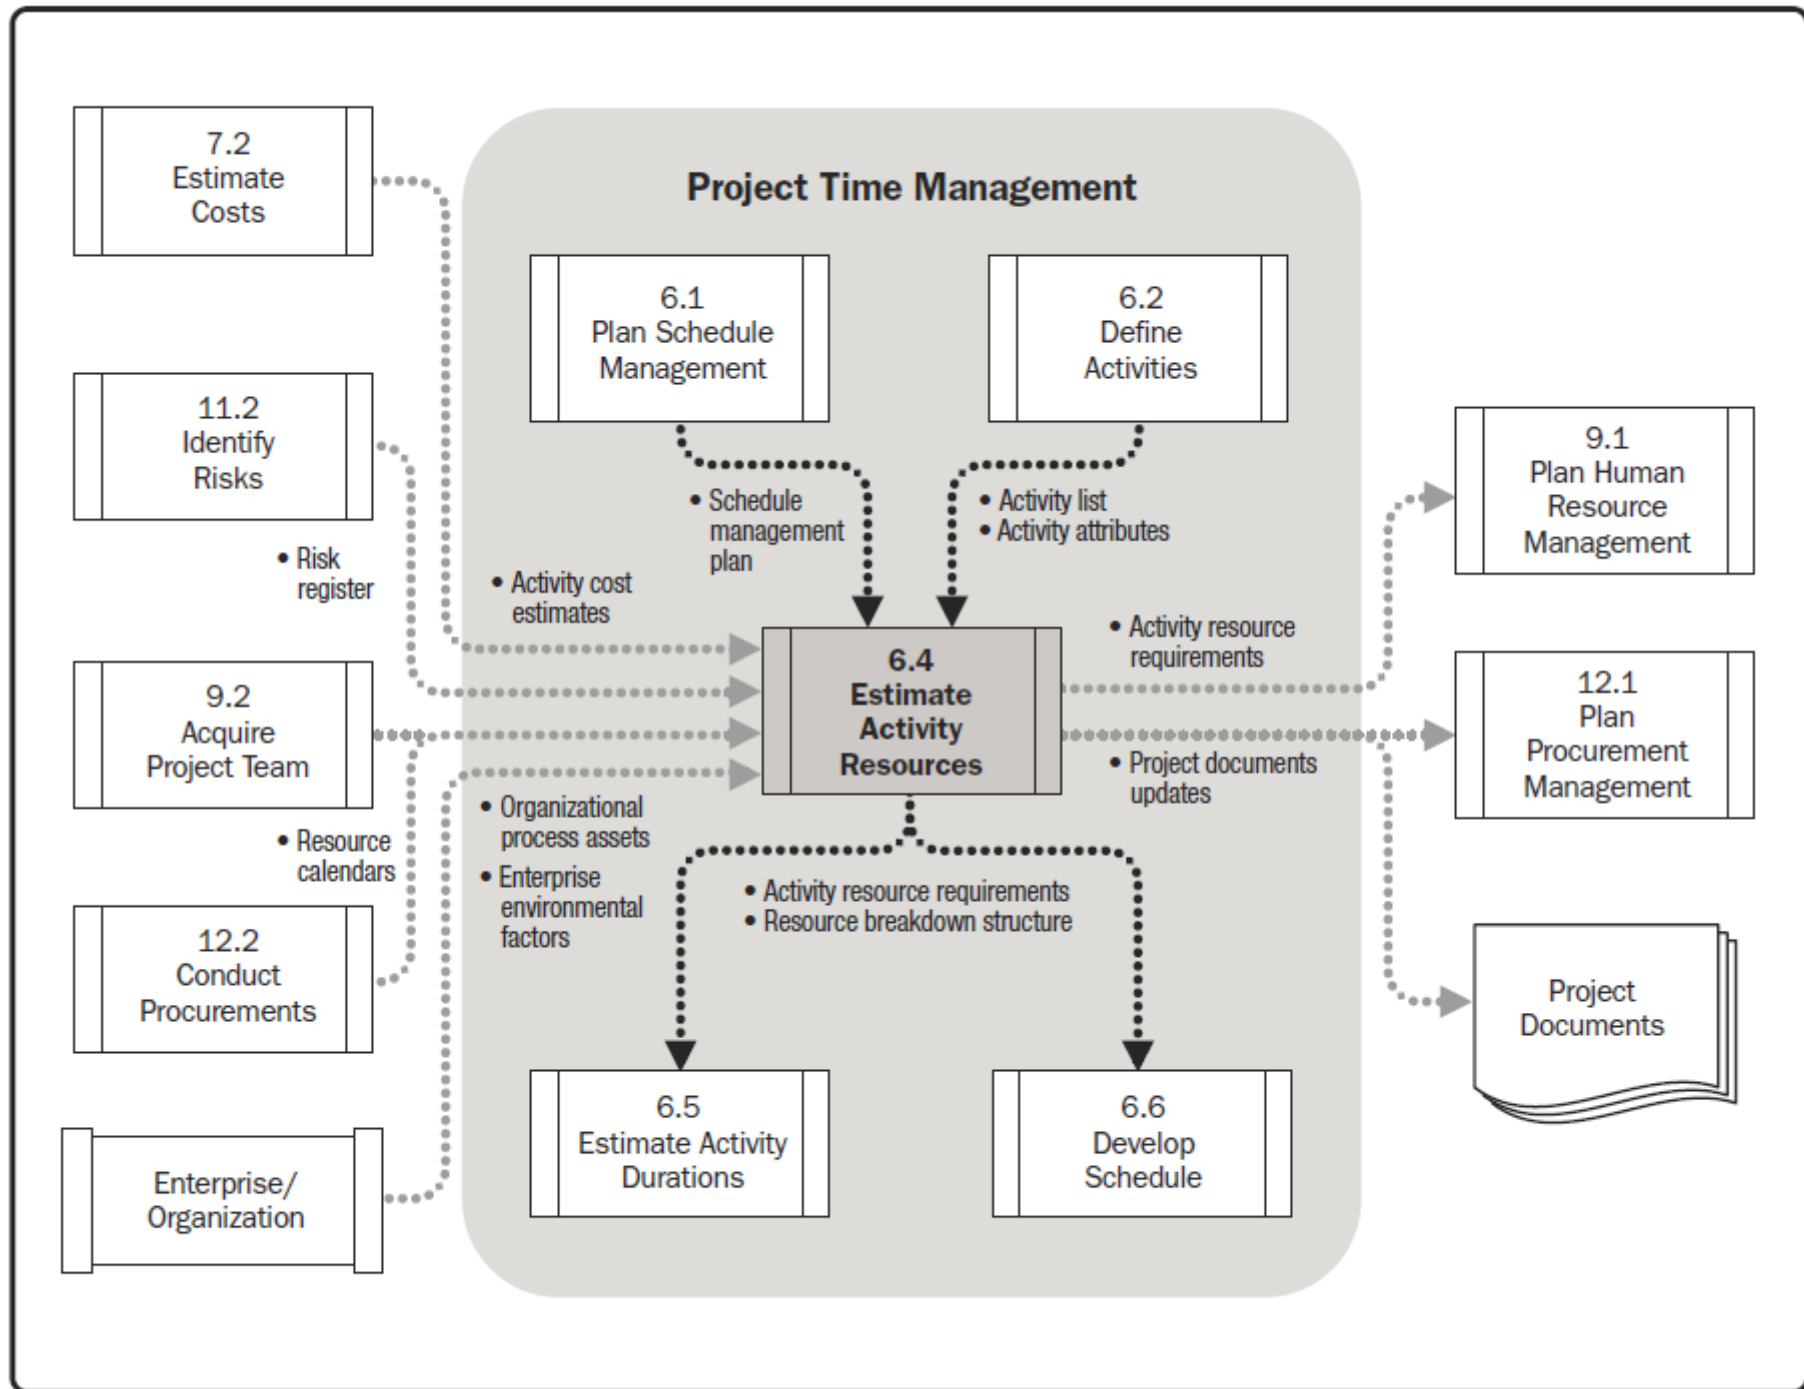 Project Time Management
7.2
Estimate
Costs
11.2
Identify
Risks
• Risk
register
9.2
Acquire
Project Team
• Resource
calendars
12.2
Conduct
Procurements
Enterprise/
Organization
6.1
Plan Schedule
Management
6.2
Define
Activities
• Schedule
management
plan
• Activity list
• Activity attributes
• Activity cost
estimates
6.4
Estimate
Activity
Resources
• Organizational
process assets
• Enterprise
environmental
factors
• Activity resource
requirements
• Project documents
updates
• Activity resource requirements
• Resource breakdown structure
6.5
Estimate Activity
Durations
6.6
Develop
Schedule
9.1
Plan Human
Resource
Management
12.1
Plan
Procurement
Management
Project
Documents